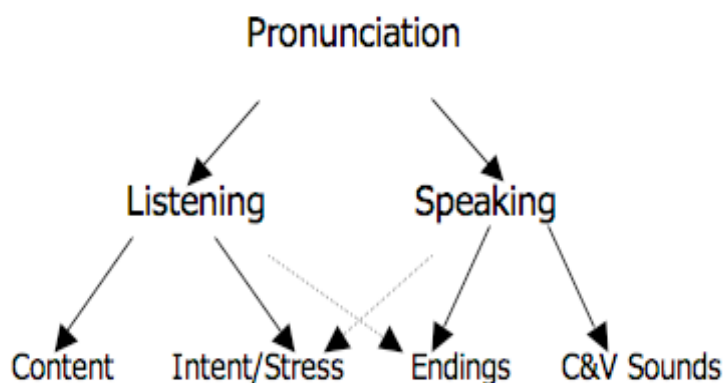 Pronunciation
Listening Speaking
Content Intent/Stress Endings C&V Sounds